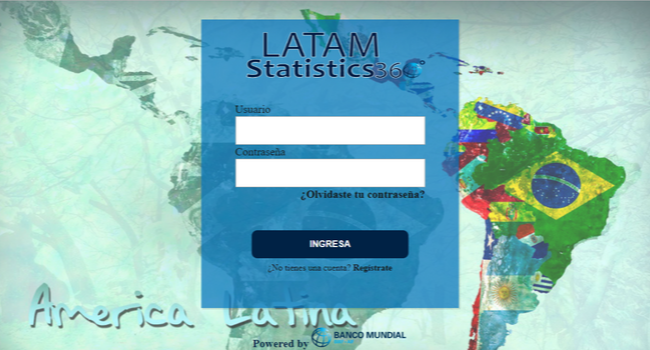 LATAM
Statistics360°
Usuario
Contraseña
¿Olvidaste tu contraseña?
INGRESA
¿No tienes una cuenta? Registrate
America Latina
Powered by BANCO MUNDIAL